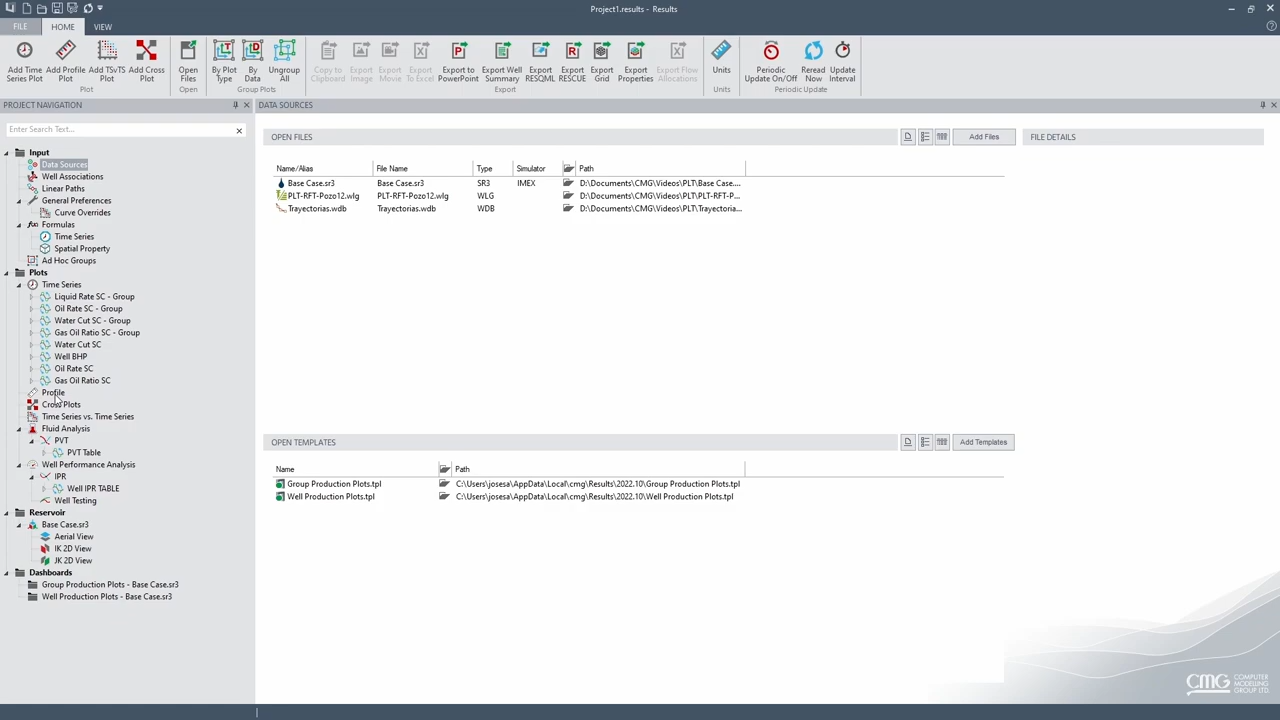 Project1.results - Results
FILE HOME VIEW
Add Time Series Plot
Add Profile Plot
Add TSvTS Plot
Add Cross Plot
Plot
Open Files
Open
By Plot Type
By Data
Ungroup All
Group Plots
Copy to Clipboard
Export Image
Export Movie
Export To Excel
Export to PowerPoint
Export Well Summary
Export RESQML
Export RESCUE
Export Grid
Export Properties
Export Flow Allocations
Export
Units
Units
Periodic Update On/Off
Reread Now
Update Interval
Periodic Update
PROJECT NAVIGATION
Enter Search Text...
Input
Data Sources
Well Associations
Linear Paths
General Preferences
Curve Overrides
Formulas
Time Series
Spatial Property
Ad Hoc Groups
Plots
Time Series
Liquid Rate SC - Group
Oil Rate SC - Group
Water Cut SC - Group
Gas Oil Ratio SC - Group
Water Cut SC
Well BHP
Oil Rate SC
Gas Oil Ratio SC
Profile
Cross Plots
Time Series vs. Time Series
Fluid Analysis
PVT
PVT Table
Well Performance Analysis
IPR
Well IPR TABLE
Well Testing
Reservoir
Base Case.sr3
Aerial View
IK 2D View
JK 2D View
Dashboards
Group Production Plots - Base Case.sr3
Well Production Plots - Base Case.sr3
DATA SOURCES
OPEN FILES
Add Files
FILE DETAILS
Name/Alias File Name Type Simulator Path
Base Case.sr3 Base Case.sr3 SR3 IMEX D:\Documents\CMG\Videos\PLT\Base Case....
PLT-RFT-Pozo12.wlg PLT-RFT-Pozo12.wlg WLG D:\Documents\CMG\Videos\PLT\PLT-RFT-P...
Trayectorias.wdb Trayectorias.wdb WDB D:\Documents\CMG\Videos\PLT\Trayectoria...
OPEN TEMPLATES
Add Templates
Name Path
Group Production Plots.tpl C:\Users\josesa\AppData\Local\cmg\Results\2022.10\Group Production Plots.tpl
Well Production Plots.tpl C:\Users\josesa\AppData\Local\cmg\Results\2022.10\Well Production Plots.tpl
CMG COMPUTER
MODELLING
GROUP LTD.